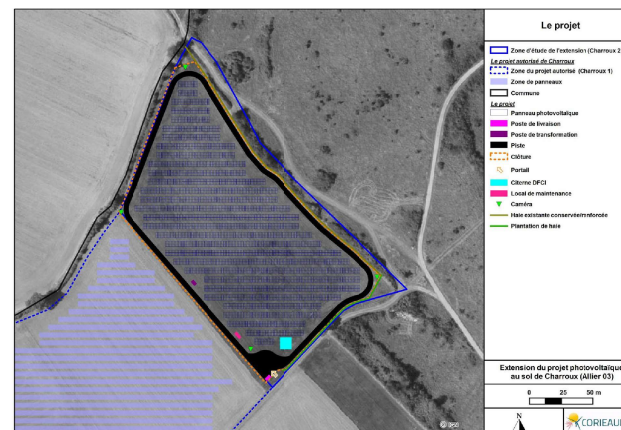 Le projet
Zone d'étude de l'extension (Charroux 2
Le projet autorisé de Charroux
Zone du projet autorisé (Charroux 1)
Zone de panneaux
Commune
Le projet
Panneau photovoltaïque
Poste de livraison
Poste de transformation
Piste
Clôture
Portail
Citerne DFCI
Local de maintenance
Caméra
Haie existante conservée/renforcée
Plantation de haie
Extension du projet photovoltaïque
au sol de Charroux (Allier 03)
0 25 50 m
N
CORIEAUL